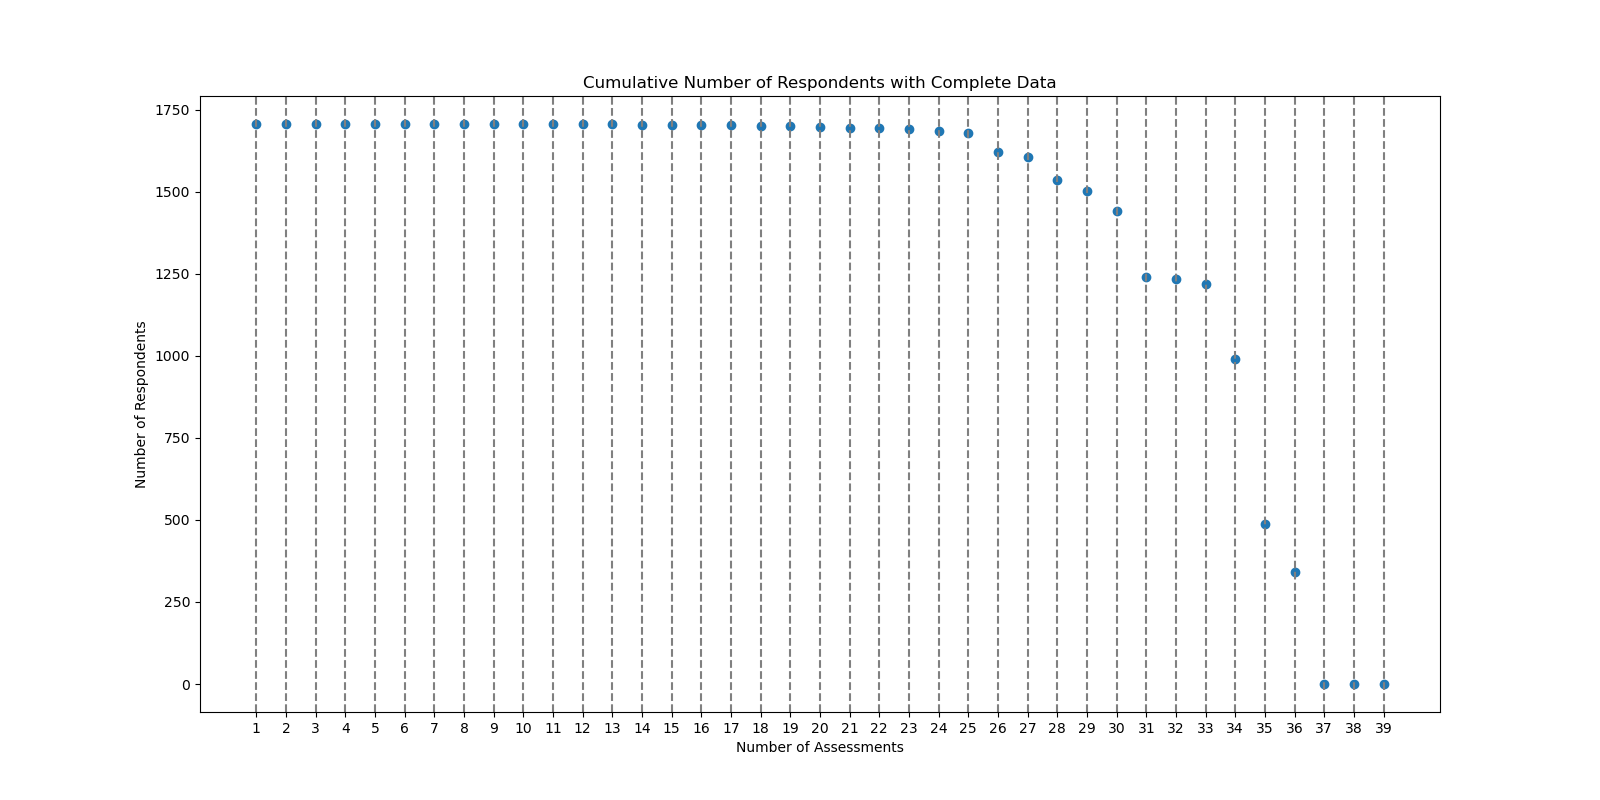 Cumulative Number of Respondents with Complete Data
1750
1500
1250
1000
750
500
250
0
Number of Respondents
1 2 3 4 5 6 7 8 9 10 11 12 13 14 15 16 17 18 19 20 21 22 23 24 25 26 27 28 29 30 31 32 33 34 35 36 37 38 39
Number of Assessments